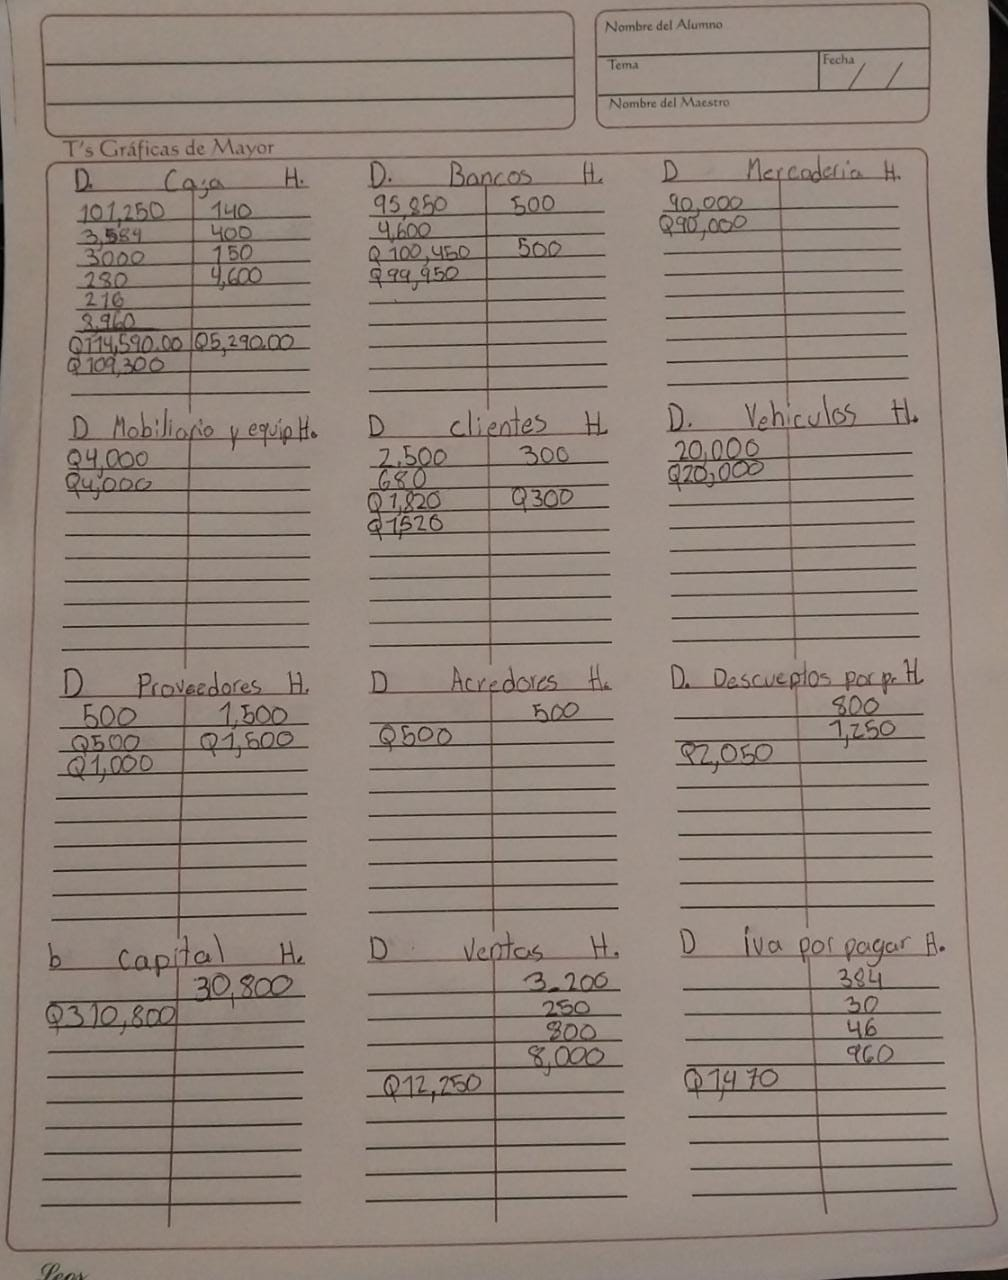 Nombre del Alumno
Tema
Fecha / /
Nombre del Maestro
T's Gráficas de Mayor
D. Caja H.
101,250 140
3,584 400
3000 150
280 4,600
216
8,960
Q114,590.00 Q5,290.00
Q109,300
D. Bancos H.
95,850 500
4,600
Q100,450 500
Q99,950
D Mercaderia H.
90,000
Q90,000
D Mobiliario y equip H.
Q4,000
Q4,000
D clientes H
2,500 300
680
Q1,820 Q300
Q1520
D. Vehiculos H.
20,000
Q20,000
D Proveedores H.
500 1,500
Q500 Q1,500
Q1,000
D Acredores H.
500
Q500
D. Descuentos por p. H.
800
1,250
Q2,050
D Capital H.
30,800
Q310,800
D ventas H.
3.200
250
800
8,000
Q12,250
D iva por pagar H.
384
30
46
960
Q1,470